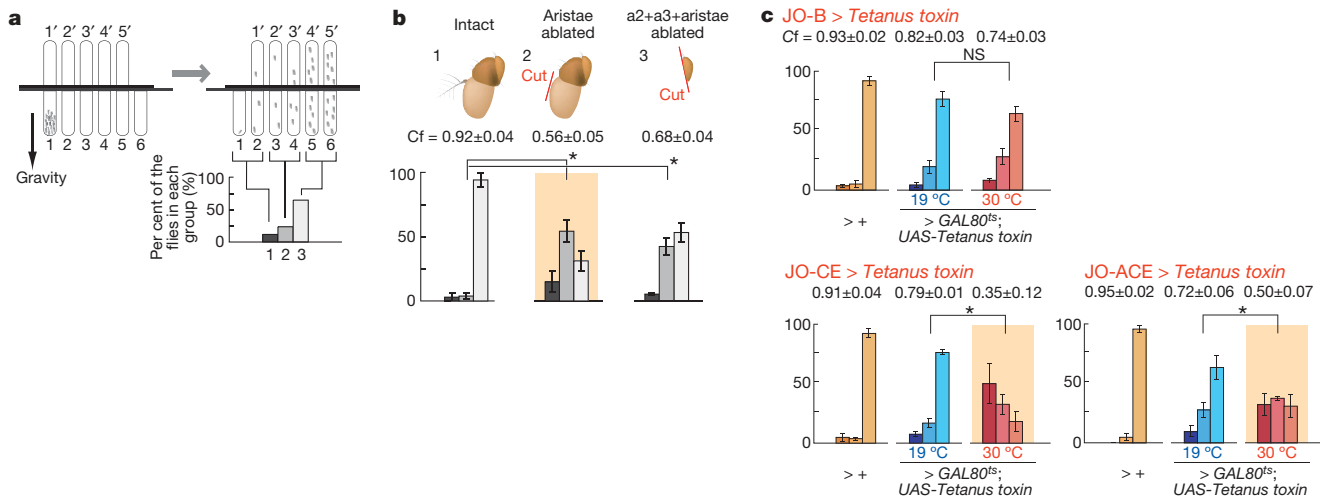 a
1′ 2′ 3′ 4′ 5′
1′ 2′ 3′ 4′ 5′
1 2 3 4 5 6
1 2 3 4 5 6
Gravity
Per cent of the
flies in each
group (%)
100
50
0
1 2 3
b
Intact
Aristae
ablated
a2+a3+aristae
ablated
1
2
3
Cut
Cut
Cf = 0.92±0.04 0.56±0.05 0.68±0.04
* *
100
50
0
c
JO-B > Tetanus toxin
Cf = 0.93±0.02 0.82±0.03 0.74±0.03
NS
100
50
0
19 ºC 30 ºC
> + > GAL80ts;
UAS-Tetanus toxin
JO-CE > Tetanus toxin
0.91±0.04 0.79±0.01 0.35±0.12
*
100
50
0
19 ºC 30 ºC
> + > GAL80ts;
UAS-Tetanus toxin
JO-ACE > Tetanus toxin
0.95±0.02 0.72±0.06 0.50±0.07
*
100
50
0
19 ºC 30 ºC
> + > GAL80ts;
UAS-Tetanus toxin